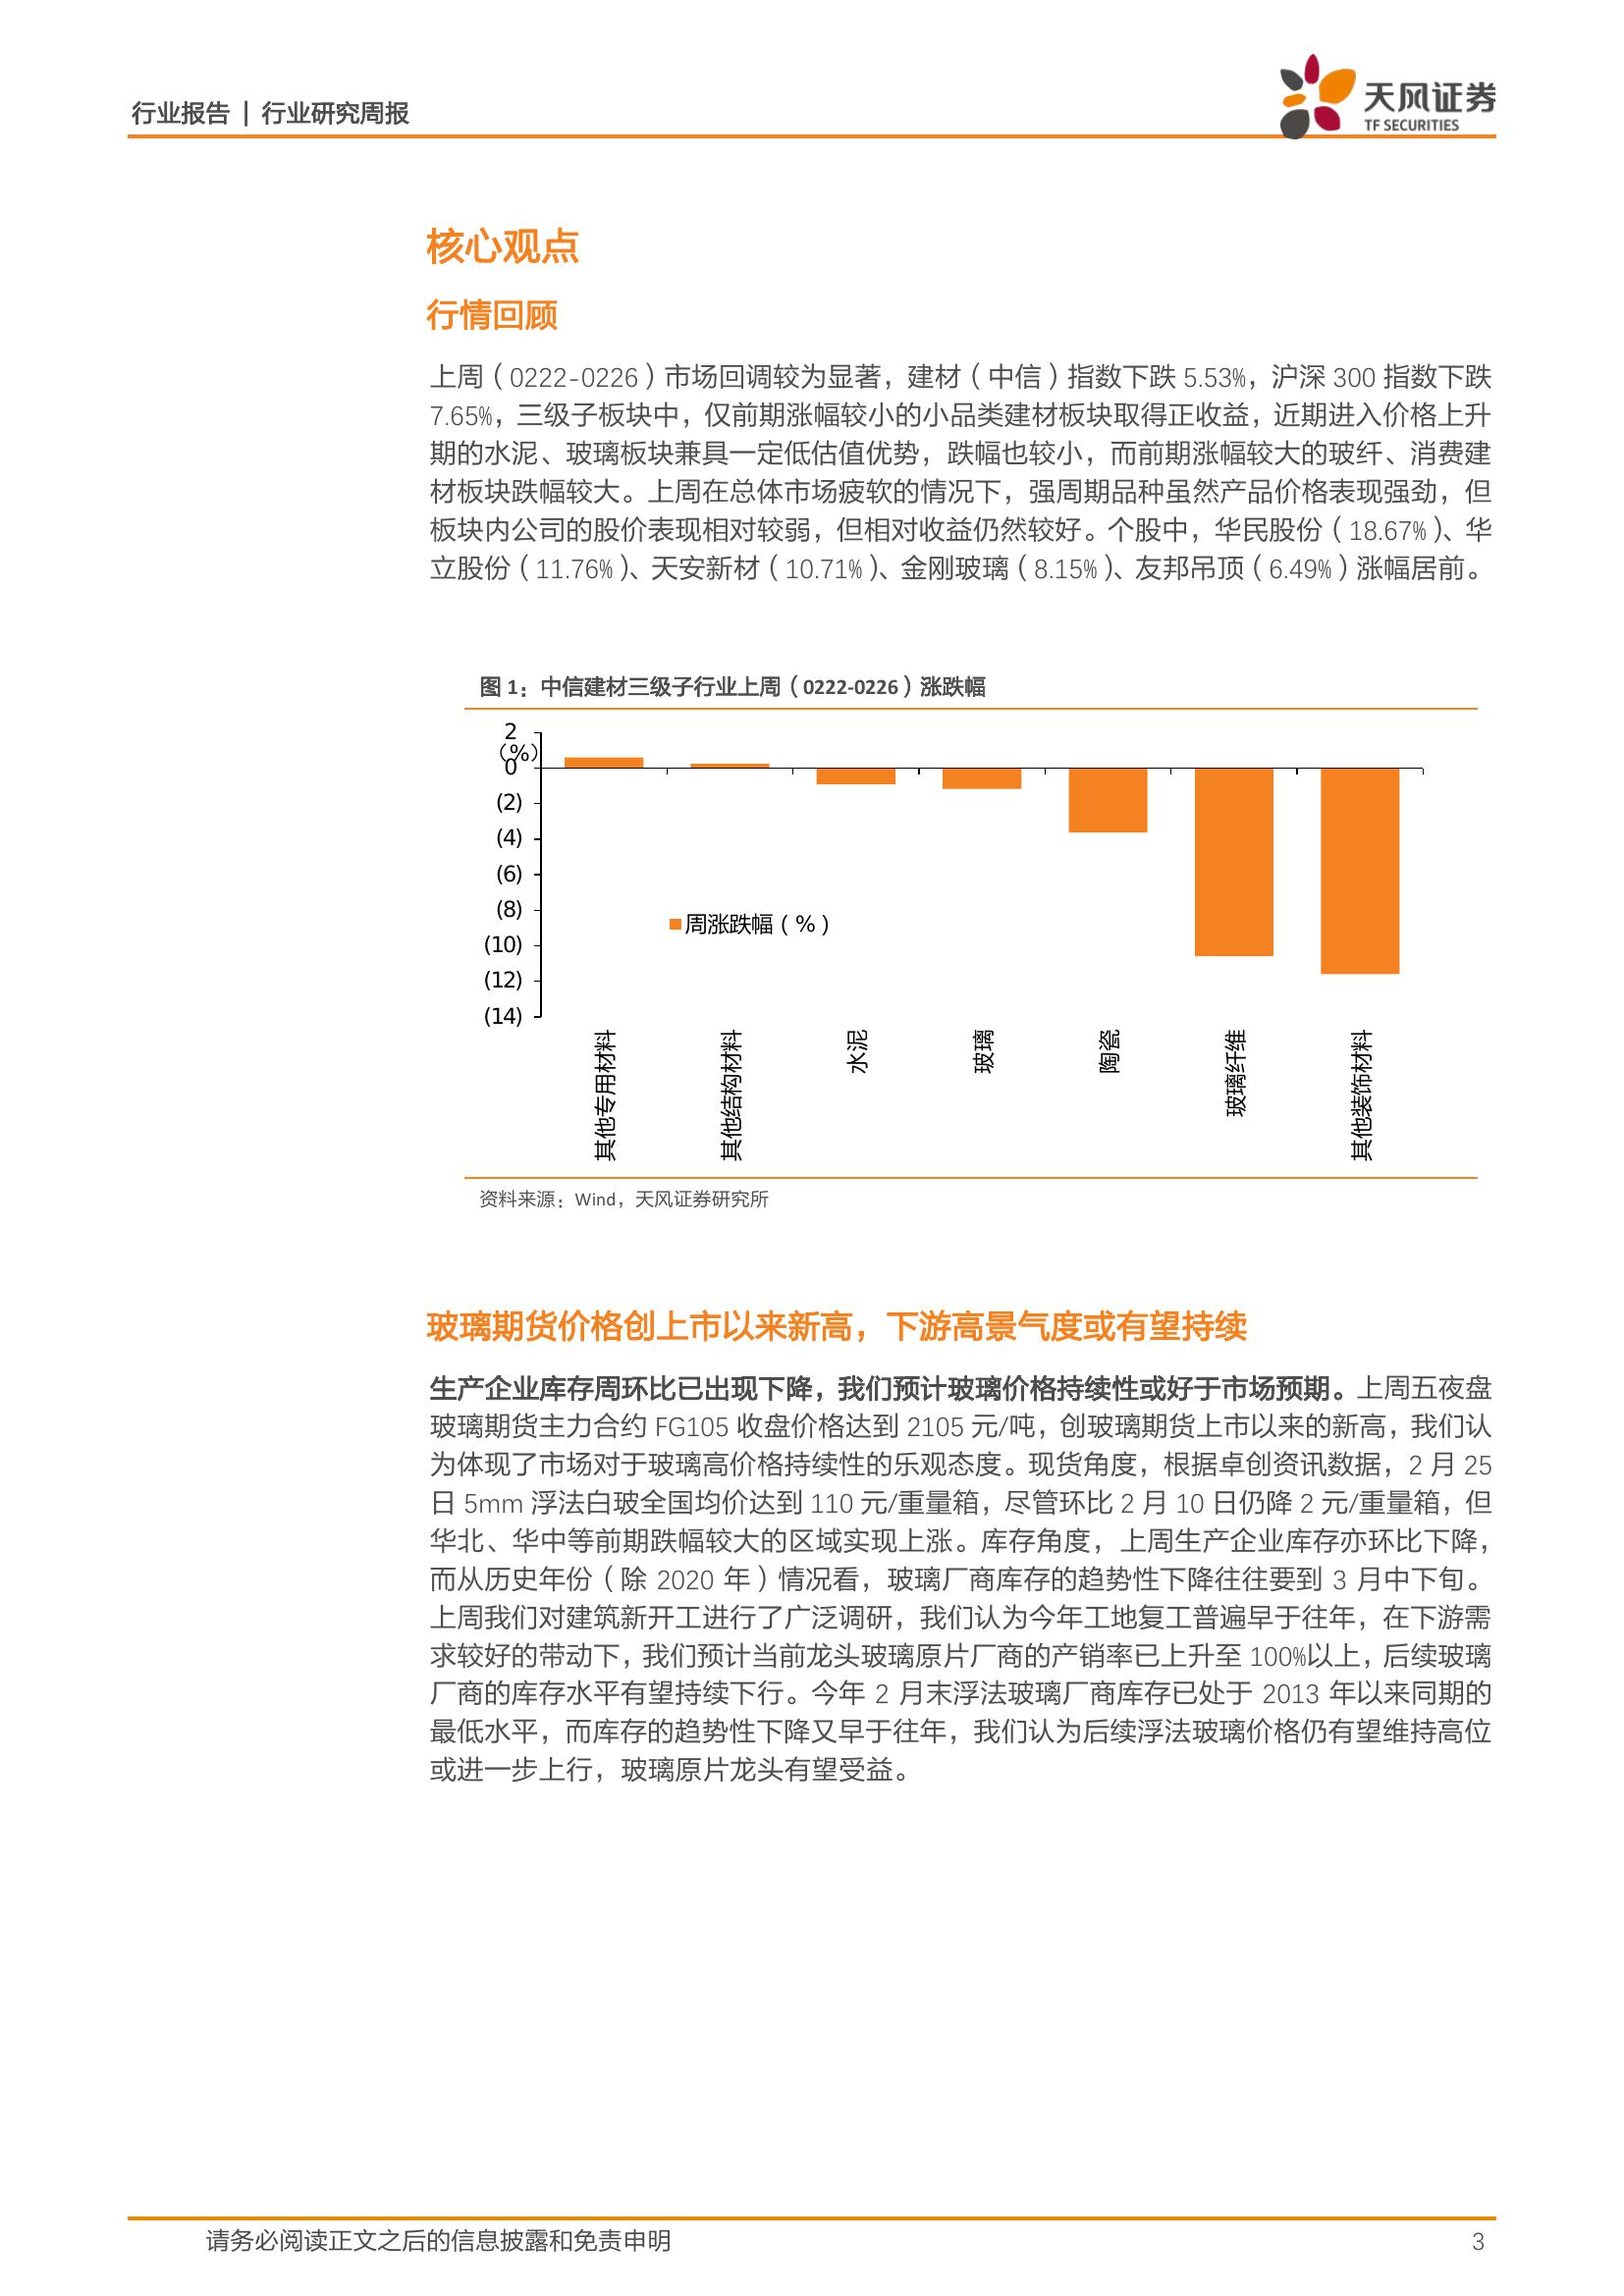 行业报告 | 行业研究周报
天风证券
TF SECURITIES
核心观点
行情回顾
上周（0222-0226）市场回调较为显著，建材（中信）指数下跌 5.53%，沪深 300 指数下跌
7.65%，三级子板块中，仅前期涨幅较小的小品类建材板块取得正收益，近期进入价格上升
期的水泥、玻璃板块兼具一定低估值优势，跌幅也较小，而前期涨幅较大的玻纤、消费建
材板块跌幅较大。上周在总体市场疲软的情况下，强周期品种虽然产品价格表现强劲，但
板块内公司的股价表现相对较弱，但相对收益仍然较好。个股中，华民股份（18.67%）、华
立股份（11.76%）、天安新材（10.71%）、金刚玻璃（8.15%）、友邦吊顶（6.49%）涨幅居前。
图 1：中信建材三级子行业上周（0222-0226）涨跌幅
2
（%）
0
(2)
(4)
(6)
(8)
(10)
(12)
(14)
周涨跌幅（%）
其他专用材料
其他结构材料
水泥
玻璃
陶瓷
玻璃纤维
其他装饰材料
资料来源：Wind，天风证券研究所
玻璃期货价格创上市以来新高，下游高景气度或有望持续
生产企业库存周环比已出现下降，我们预计玻璃价格持续性或好于市场预期。上周五夜盘
玻璃期货主力合约 FG105 收盘价格达到 2105 元/吨，创玻璃期货上市以来的新高，我们认
为体现了市场对于玻璃高价格持续性的乐观态度。现货角度，根据卓创资讯数据，2 月 25
日 5mm 浮法白玻全国均价达到 110 元/重量箱，尽管环比 2 月 10 日仍降 2 元/重量箱，但
华北、华中等前期跌幅较大的区域实现上涨。库存角度，上周生产企业库存亦环比下降，
而从历史年份（除 2020 年）情况看，玻璃厂商库存的趋势性下降往往要到 3 月中下旬。
上周我们对建筑新开工进行了广泛调研，我们认为今年工地复工普遍早于往年，在下游需
求较好的带动下，我们预计当前龙头玻璃原片厂商的产销率已上升至 100%以上，后续玻璃
厂商的库存水平有望持续下行。今年 2 月末浮法玻璃厂商库存已处于 2013 年以来同期的
最低水平，而库存的趋势性下降又早于往年，我们认为后续浮法玻璃价格仍有望维持高位
或进一步上行，玻璃原片龙头有望受益。
请务必阅读正文之后的信息披露和免责申明
3